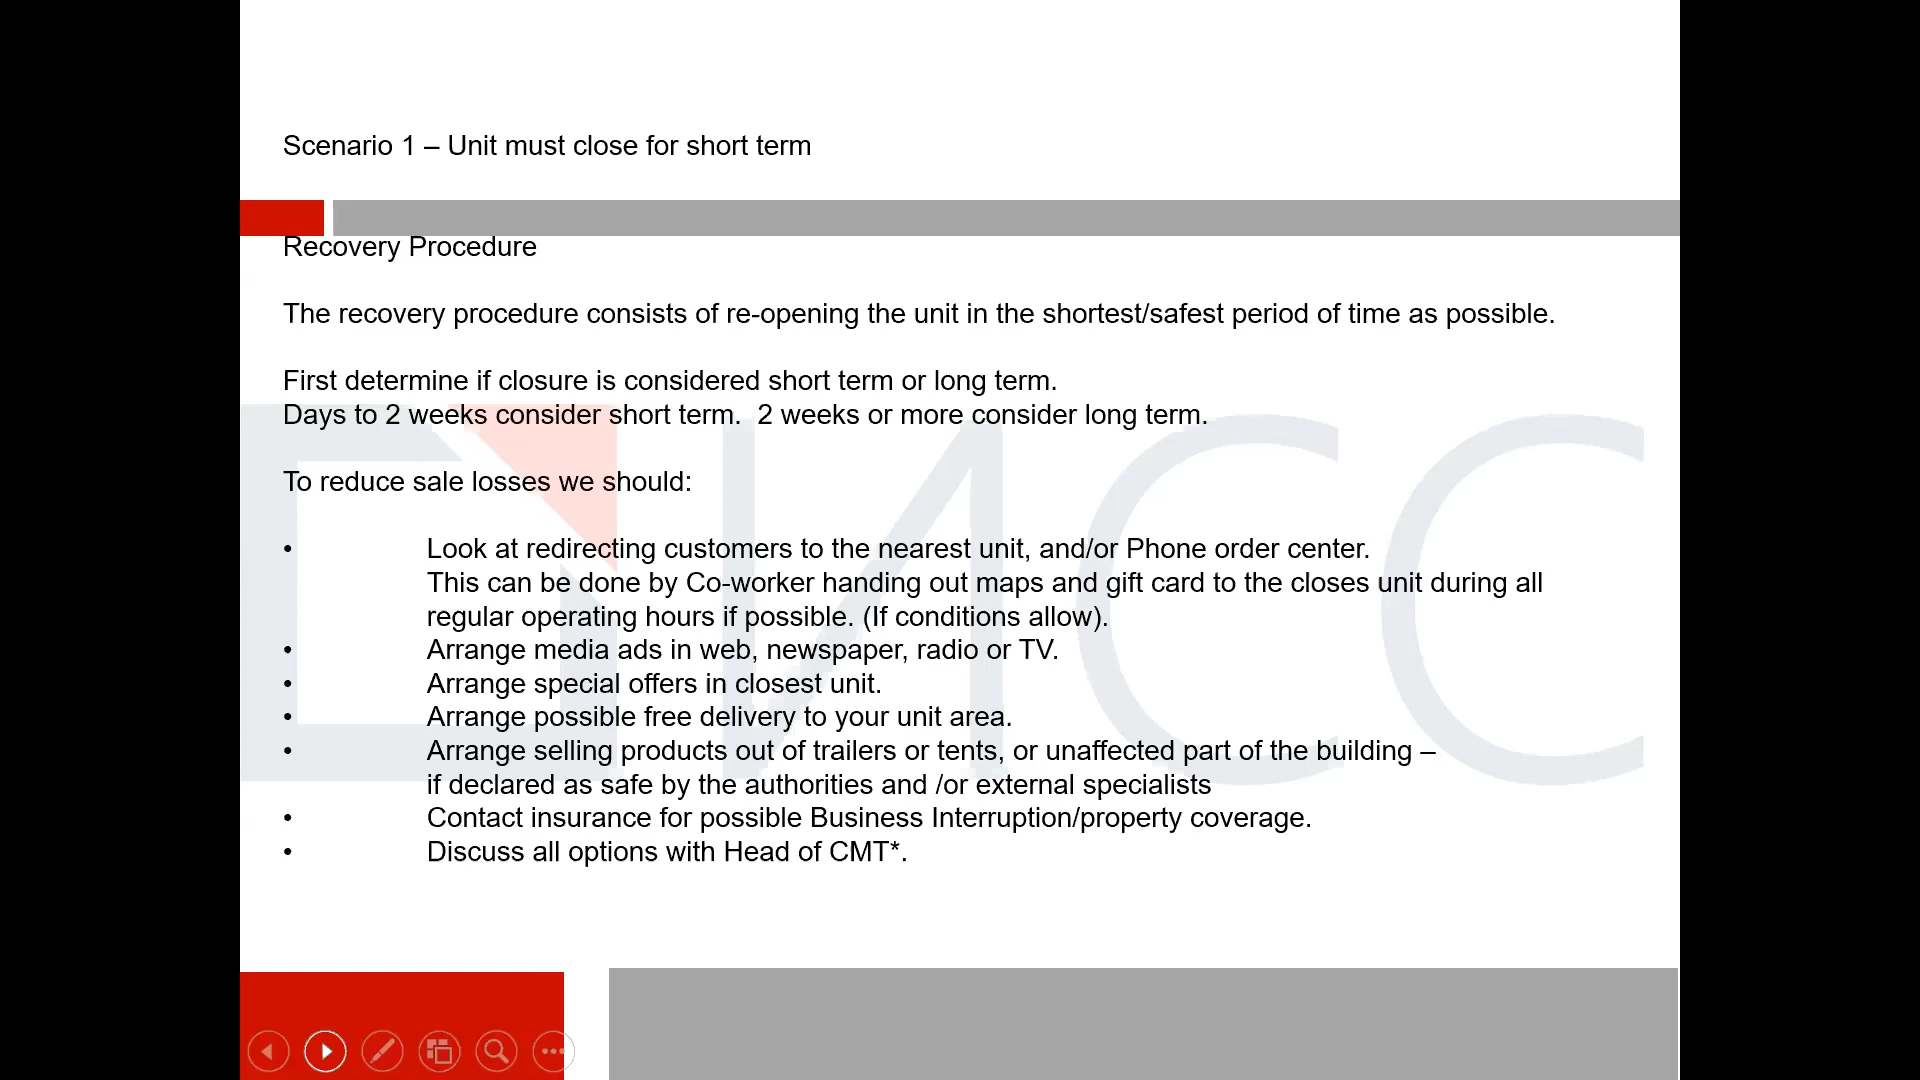 Scenario 1 – Unit must close for short term
Recovery Procedure
The recovery procedure consists of re-opening the unit in the shortest/safest period of time as possible.
First determine if closure is considered short term or long term.
Days to 2 weeks consider short term.  2 weeks or more consider long term.
To reduce sale losses we should:
• Look at redirecting customers to the nearest unit, and/or Phone order center.
This can be done by Co-worker handing out maps and gift card to the closes unit during all
regular operating hours if possible. (If conditions allow).
• Arrange media ads in web, newspaper, radio or TV.
• Arrange special offers in closest unit.
• Arrange possible free delivery to your unit area.
• Arrange selling products out of trailers or tents, or unaffected part of the building –
if declared as safe by the authorities and /or external specialists
• Contact insurance for possible Business Interruption/property coverage.
• Discuss all options with Head of CMT*.
ИСС